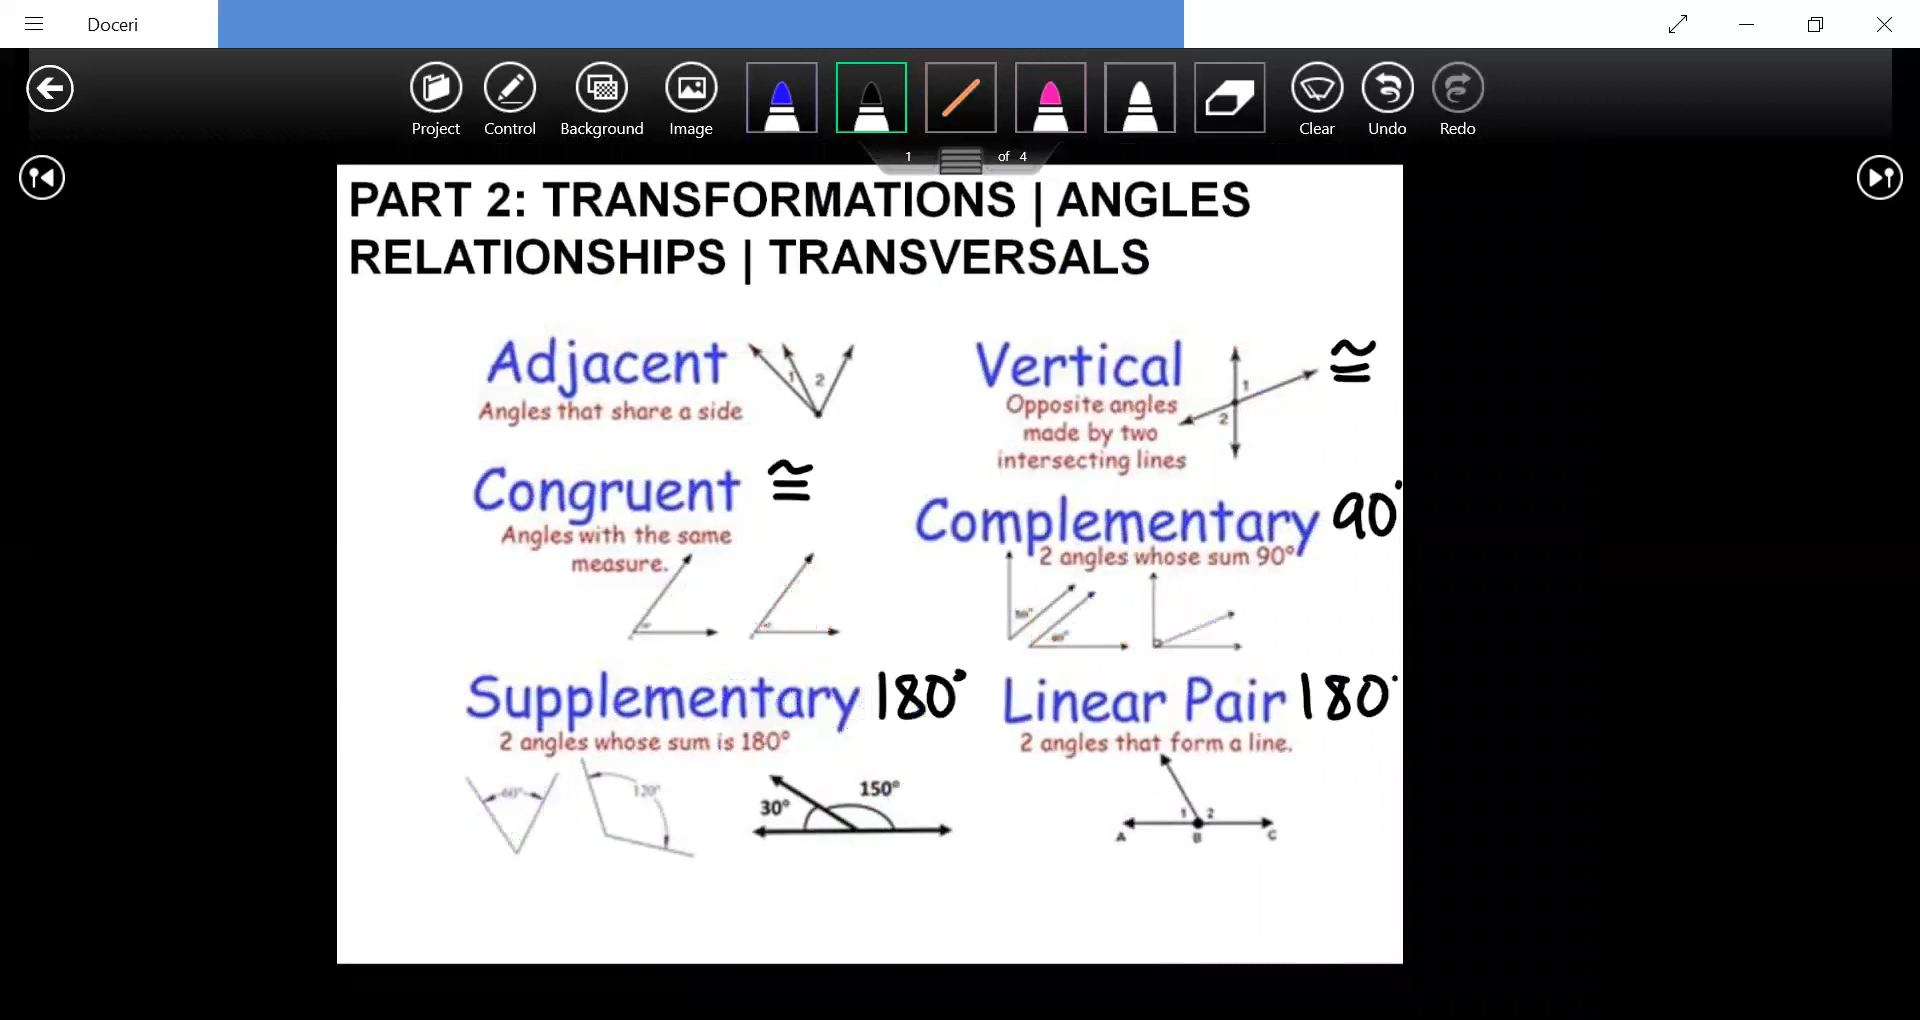 Doceri
Project
Control
Background
Image
Clear
Undo
Redo
1 of 4
PART 2: TRANSFORMATIONS | ANGLES
RELATIONSHIPS | TRANSVERSALS
Adjacent
Angles that share a side
1 2
Vertical ≅
Opposite angles
made by two
intersecting lines
1
2
Congruent ≅
Angles with the same
measure.
Complementary 90°
2 angles whose sum 90°
Supplementary 180°
2 angles whose sum is 180°
60°
120°
30°
150°
Linear Pair 180°
2 angles that form a line.
1 2
A B C